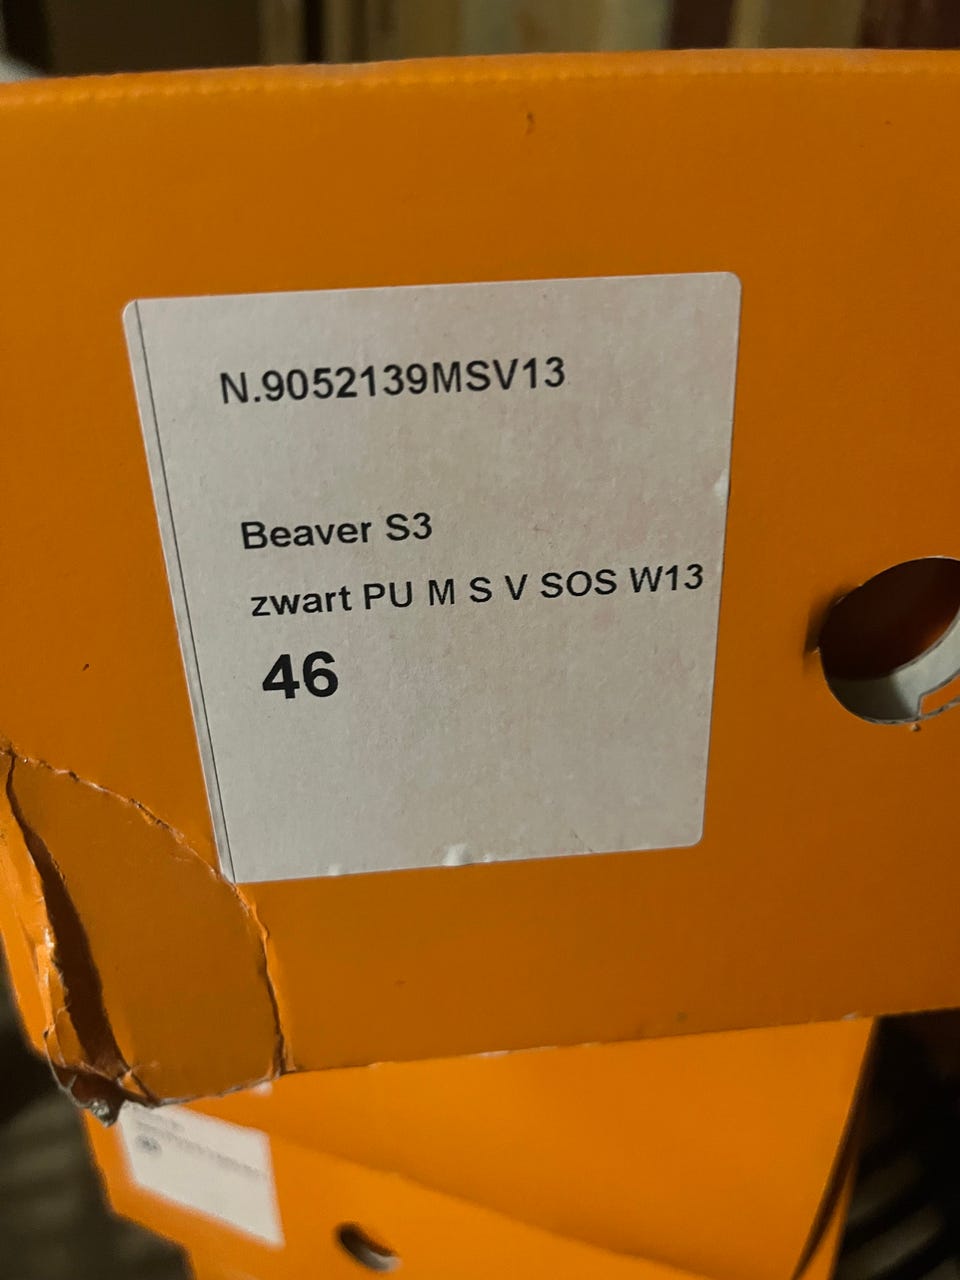 N.9052139MSV13
Beaver S3
zwart PU M S V SOS W13
46